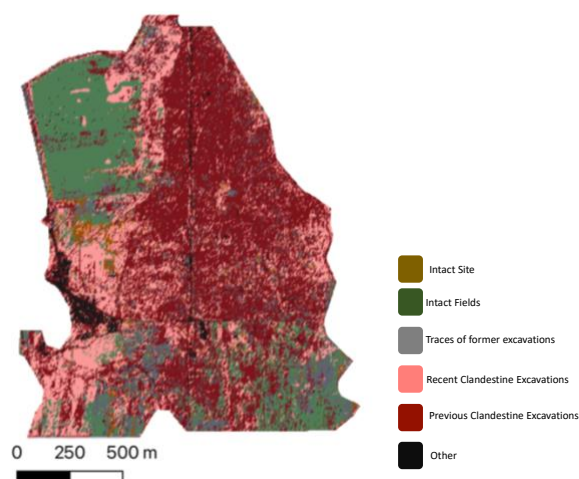 Intact Site
Intact Fields
Traces of former excavations
Recent Clandestine Excavations
Previous Clandestine Excavations
Other
0 250 500 m